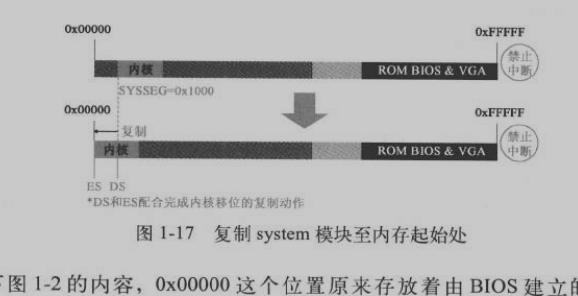 0x00000 0xFFFFF
内核 ROM BIOS & VGA 禁止
中断
SYSSEG=0x1000
0x00000 0xFFFFF
复制
内核 ROM BIOS & VGA 禁止
中断
ES DS
*DS和ES配合完成内核移位的复制动作
图 1-17 复制 system 模块至内存起始处
图 1-2 的内容，0x00000 这个位置原来存放着由 BIOS 建立的